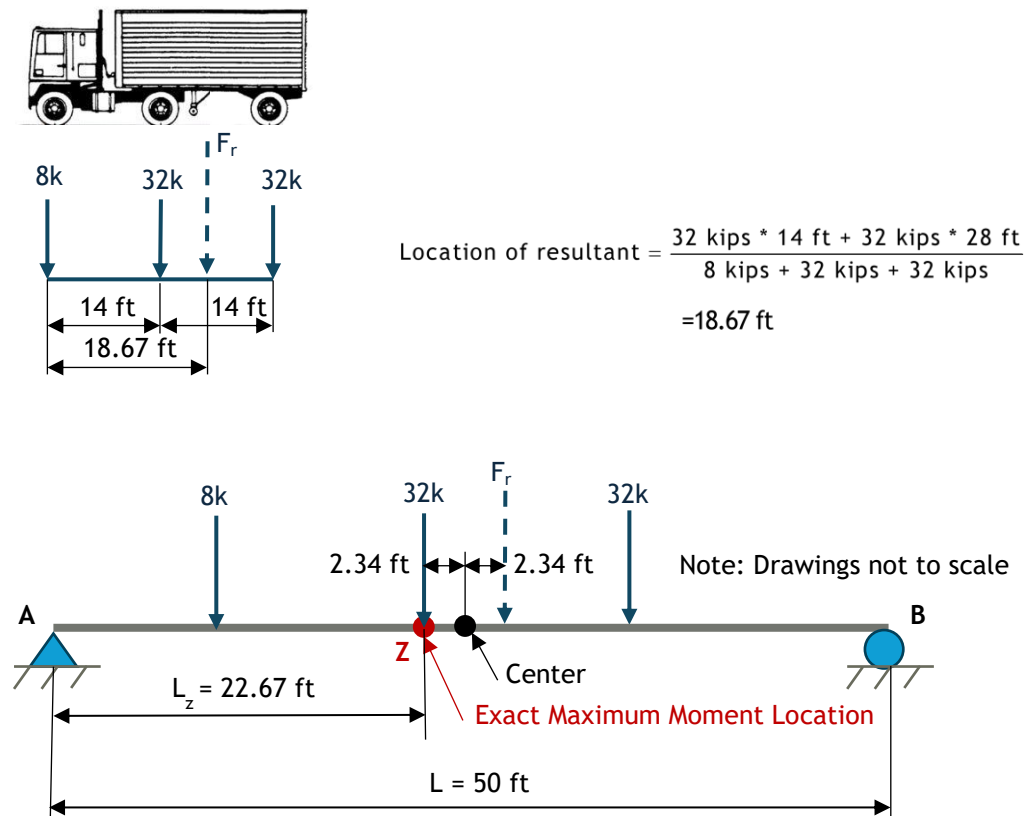 F_r
8k
32k
32k
Location of resultant = (32 kips * 14 ft + 32 kips * 28 ft) / (8 kips + 32 kips + 32 kips)
=18.67 ft
14 ft
14 ft
18.67 ft
8k
32k
F_r
32k
2.34 ft
2.34 ft
Note: Drawings not to scale
A
B
Z
Center
L_z = 22.67 ft
Exact Maximum Moment Location
L = 50 ft